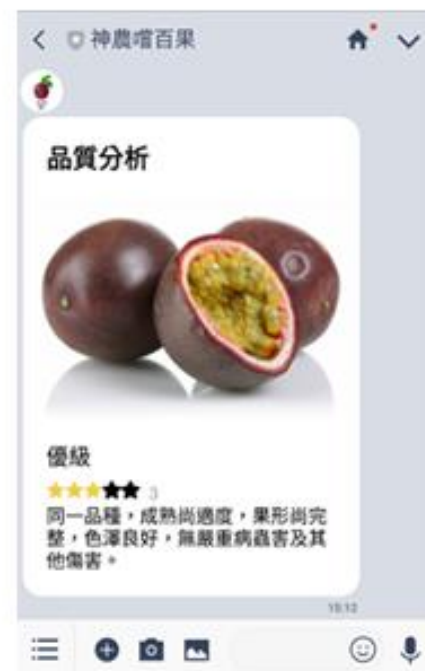 神農嚐百果
品質分析
優級
3
同一品種，成熟尚適度，果形尚完
整，色澤良好，無嚴重病蟲害及其
他傷害。
15:12